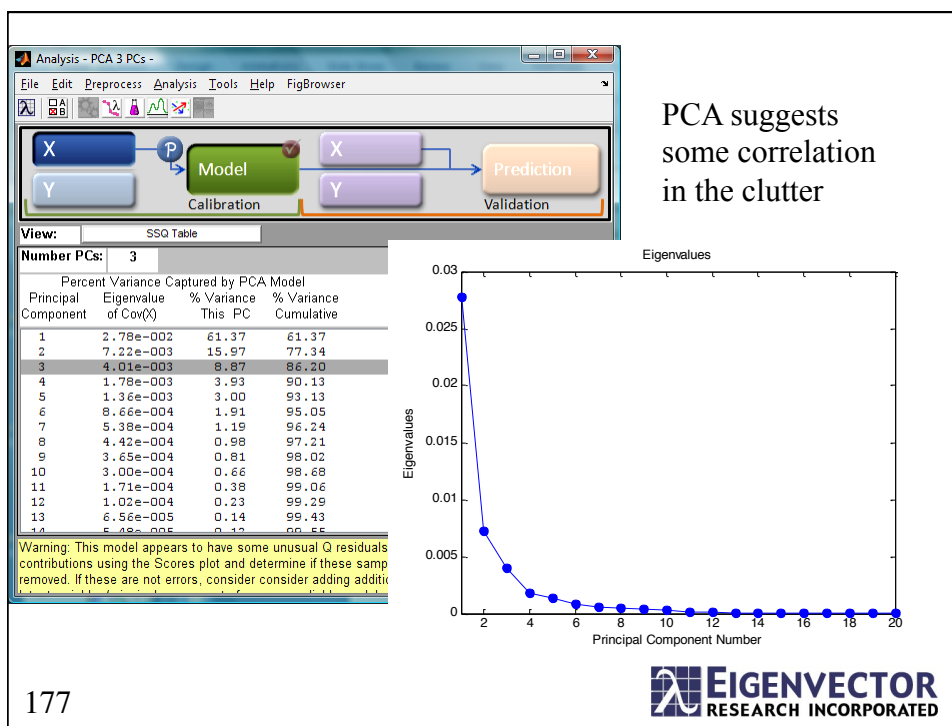 Analysis - PCA 3 PCs -
File Edit Preprocess Analysis Tools Help FigBrowser
X
Y
P
Model
Calibration
X
Y
Prediction
Validation
View: SSQ Table
Number PCs: 3
Percent Variance Captured by PCA Model
Principal Eigenvalue % Variance % Variance
Component of Cov(X) This PC Cumulative
1 2.78e-002 61.37 61.37
2 7.22e-003 15.97 77.34
3 4.01e-003 8.87 86.20
4 1.78e-003 3.93 90.13
5 1.36e-003 3.00 93.13
6 8.66e-004 1.91 95.05
7 5.38e-004 1.19 96.24
8 4.42e-004 0.98 97.21
9 3.65e-004 0.81 98.02
10 3.00e-004 0.66 98.68
11 1.71e-004 0.38 99.06
12 1.02e-004 0.23 99.29
13 6.56e-005 0.14 99.43
Warning: This model appears to have some unusual Q residuals
contributions using the Scores plot and determine if these samp
removed. If these are not errors, consider consider adding additic
PCA suggests
some correlation
in the clutter
Eigenvalues
0.03
0.025
0.02
0.015
0.01
0.005
0
Eigenvalues
2 4 6 8 10 12 14 16 18 20
Principal Component Number
177
EIGENVECTOR
RESEARCH INCORPORATED